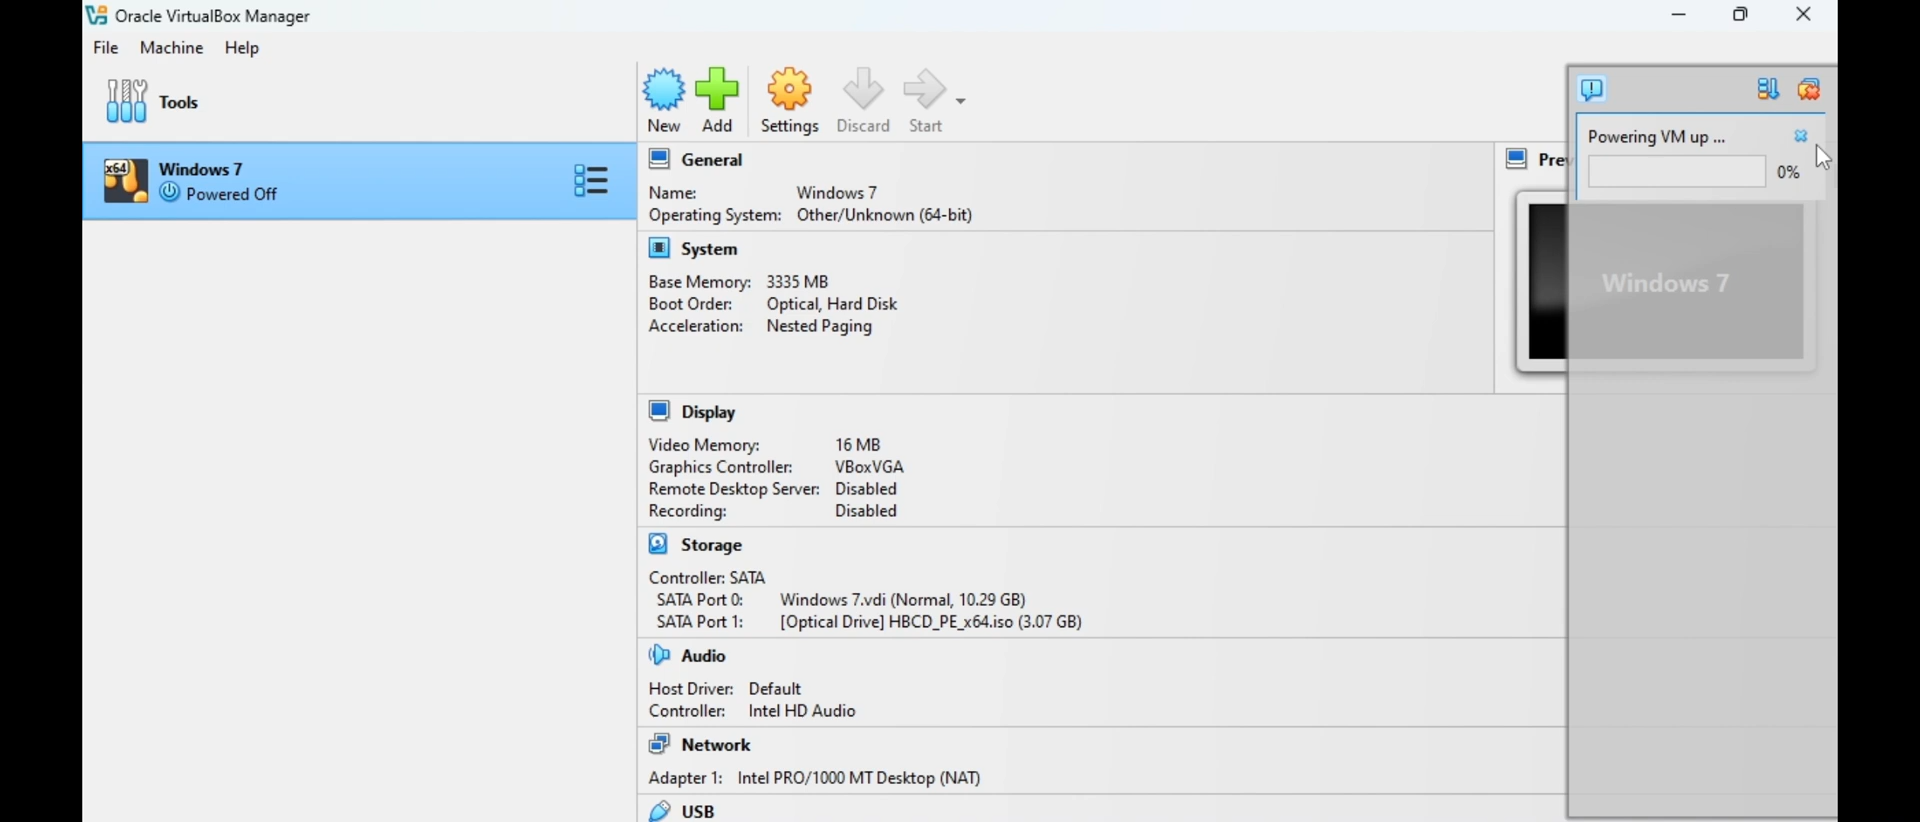 Oracle VirtualBox Manager
File Machine Help
Tools
New Add Settings Discard Start
x64 Windows 7
Powered Off
General
Name: Windows 7
Operating System: Other/Unknown (64-bit)
System
Base Memory: 3335 MB
Boot Order: Optical, Hard Disk
Acceleration: Nested Paging
Display
Video Memory: 16 MB
Graphics Controller: VBoxVGA
Remote Desktop Server: Disabled
Recording: Disabled
Storage
Controller: SATA
SATA Port 0: Windows 7.vdi (Normal, 10.29 GB)
SATA Port 1: [Optical Drive] HBCD_PE_x64.iso (3.07 GB)
Audio
Host Driver: Default
Controller: Intel HD Audio
Network
Adapter 1: Intel PRO/1000 MT Desktop (NAT)
USB
Prev
Windows 7
Powering VM up ...
0%